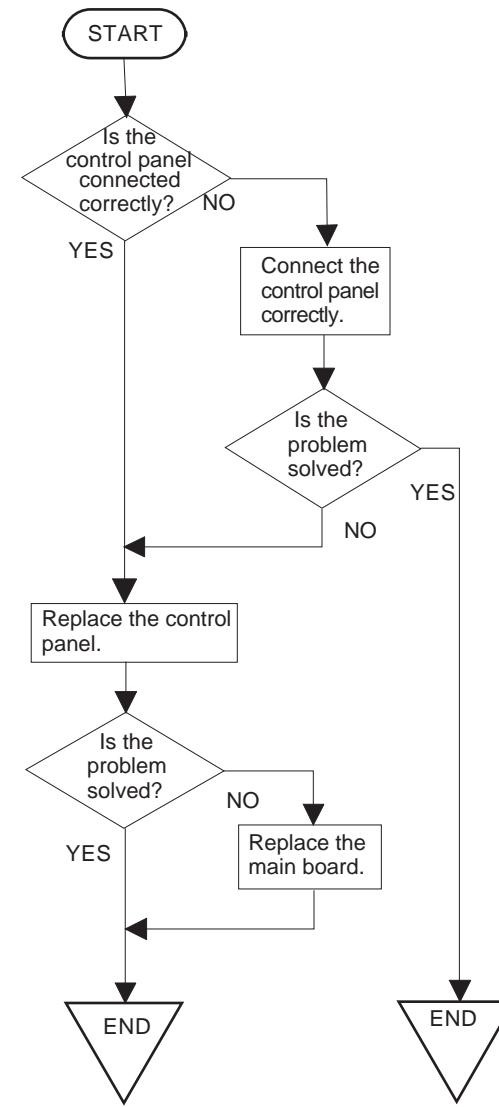 START
Is the
control panel
connected
correctly?
NO
YES
Connect the
control panel
correctly.
Is the
problem
solved?
YES
NO
Replace the control
panel.
Is the
problem
solved?
NO
YES
Replace the
main board.
END
END